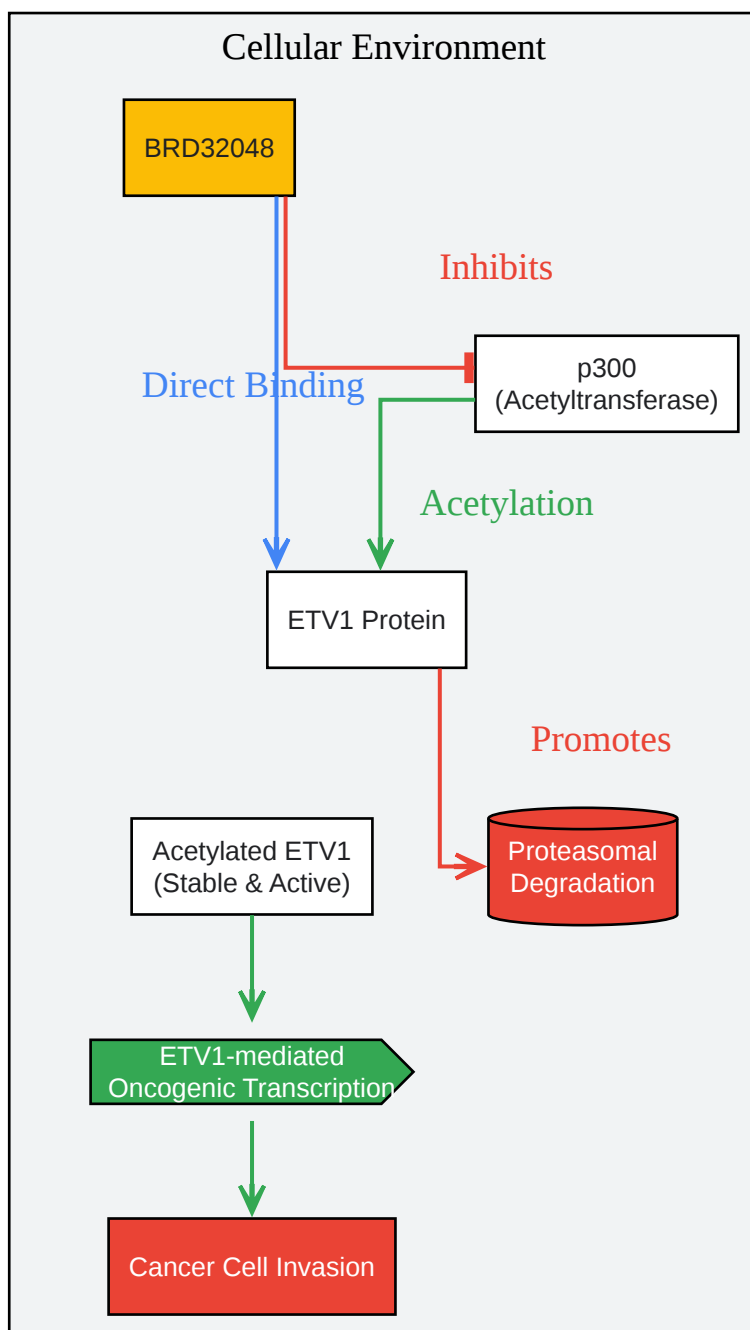 Cellular Environment
BRD32048
Inhibits
p300
(Acetyltransferase)
Direct Binding
Acetylation
ETV1 Protein
Promotes
Acetylated ETV1
(Stable & Active)
Proteasomal
Degradation
ETV1-mediated
Oncogenic Transcription
Cancer Cell Invasion